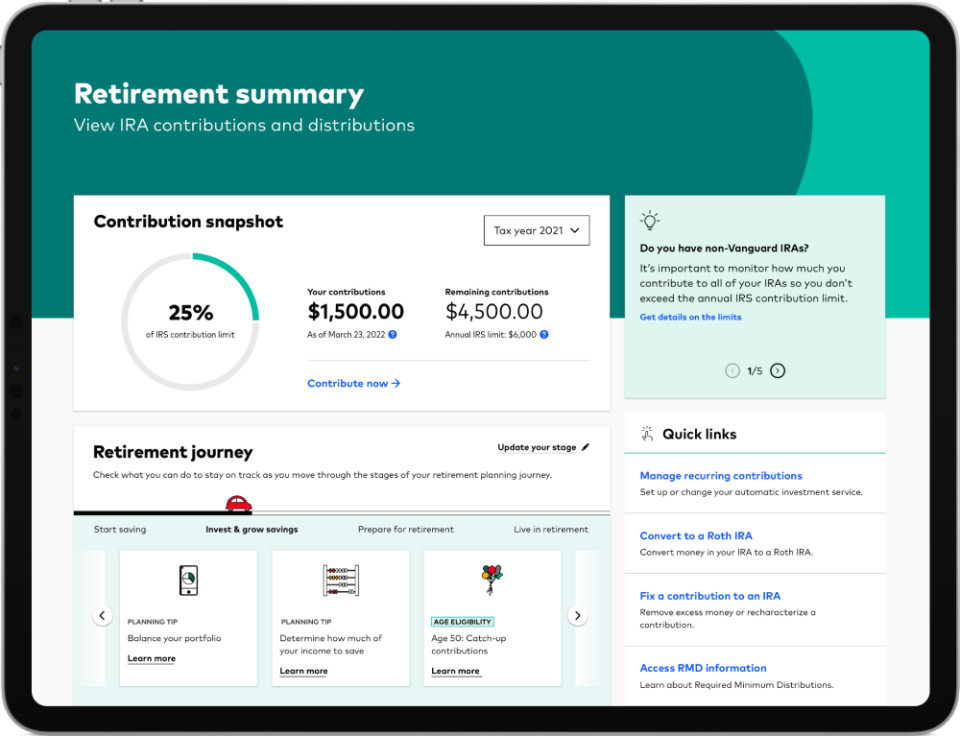 Retirement summary
View IRA contributions and distributions
Contribution snapshot
Tax year 2021
25%
of IRS contribution limit
Your contributions
$1,500.00
As of March 23, 2022
Remaining contributions
$4,500.00
Annual IRS limit: $6,000
Contribute now →
Do you have non-Vanguard IRAs?
It's important to monitor how much you
contribute to all of your IRAs so you don't
exceed the annual IRS contribution limit.
Get details on the limits
1/5
Retirement journey
Update your stage
Check what you can do to stay on track as you move through the stages of your retirement planning journey.
Start saving
Invest & grow savings
Prepare for retirement
Live in retirement
PLANNING TIP
Balance your portfolio
Learn more
PLANNING TIP
Determine how much of
your income to save
Learn more
AGE ELIGIBILITY
Age 50: Catch-up
contributions
Learn more
Quick links
Manage recurring contributions
Set up or change your automatic investment service.
Convert to a Roth IRA
Convert money in your IRA to a Roth IRA.
Fix a contribution to an IRA
Remove excess money or recharacterize a
contribution.
Access RMD information
Learn about Required Minimum Distributions.